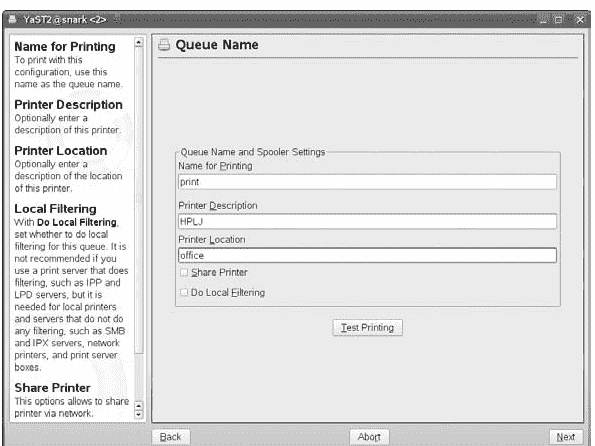 YaST2@snark <2>
Name for Printing
To print with this
configuration, use this
name as the queue name.
Printer Description
Optionally enter a
description of this printer.
Printer Location
Optionally enter a
description of the location
of this printer.
Local Filtering
With Do Local Filtering,
set whether to do local
filtering for this queue. It is
not recommended if you
use a print server that does
filtering, such as IPP and
LPD servers, but it is
needed for local printers
and servers that do not do
any filtering, such as SMB
and IPX servers, network
printers, and print server
boxes.
Share Printer
This options allows to share
printer via network.
Queue Name
Queue Name and Spooler Settings
Name for Printing
print
Printer Description
HPLJ
Printer Location
office
Share Printer
Do Local Filtering
Test Printing
Back
Abort
Next